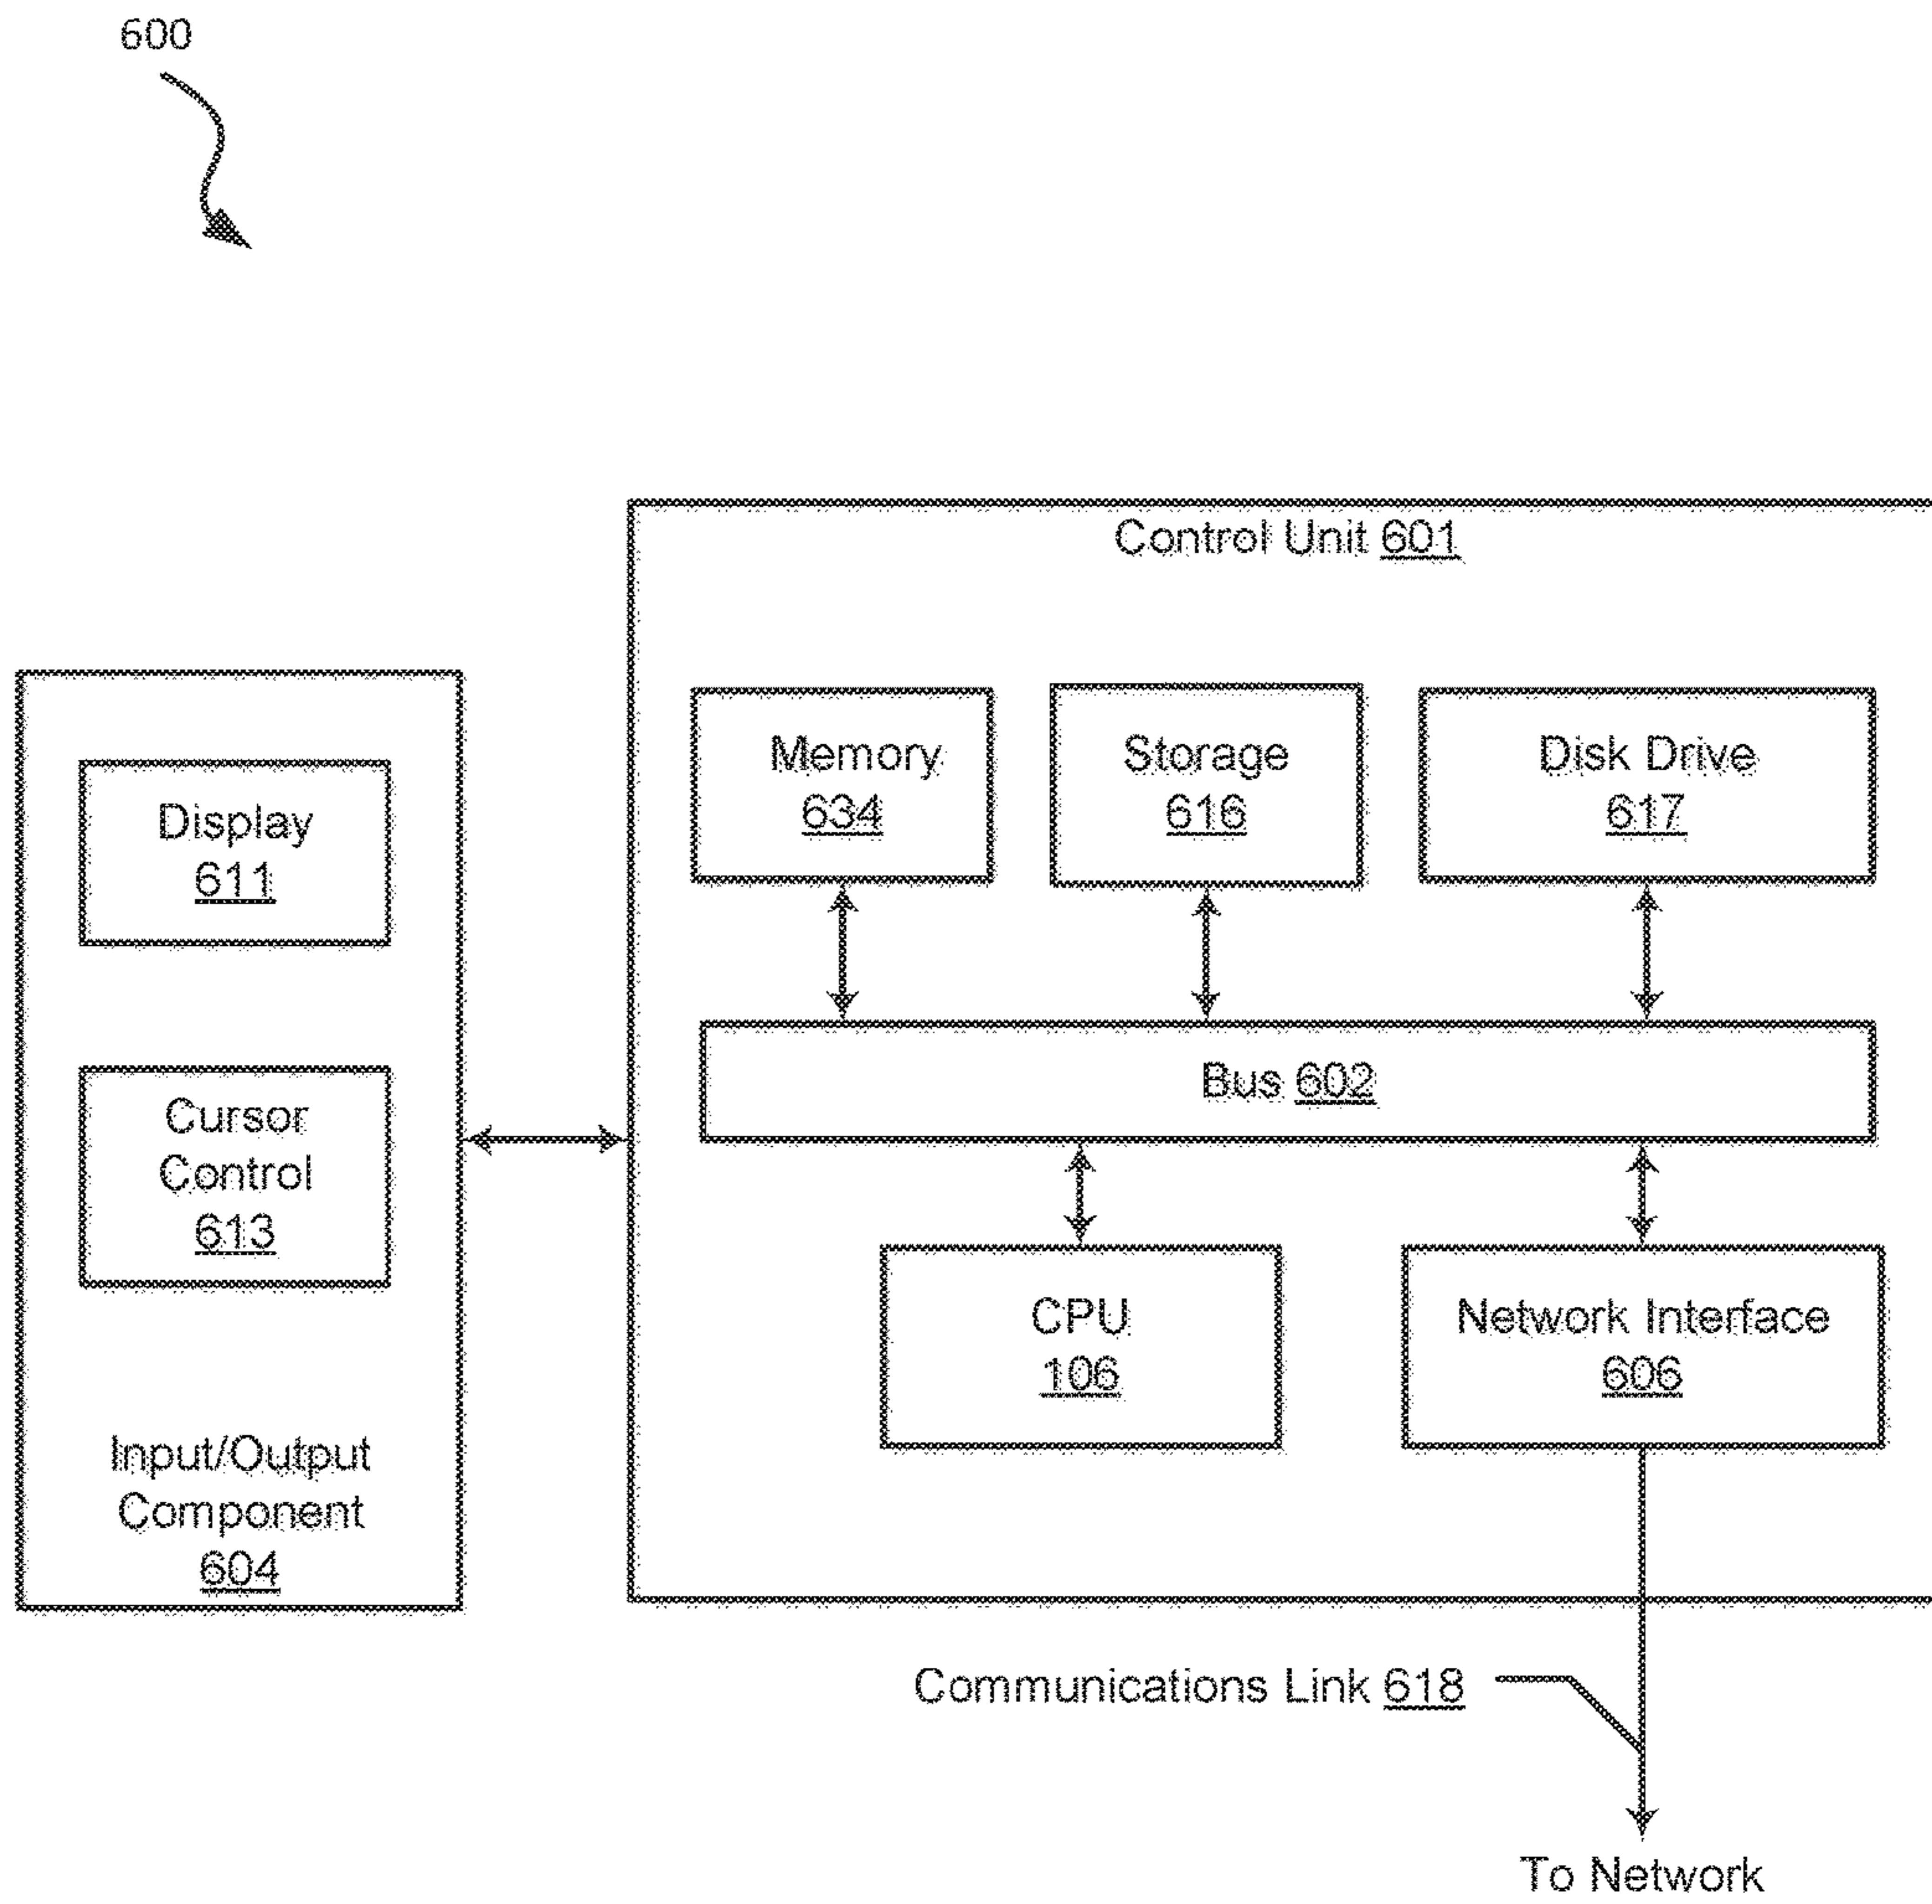 600
Control Unit 601
Memory
634
Storage
616
Disk Drive
617
Display
611
Bus 602
Cursor
Control
613
CPU
106
Network Interface
606
Input/Output
Component
604
Communications Link 618
To Network